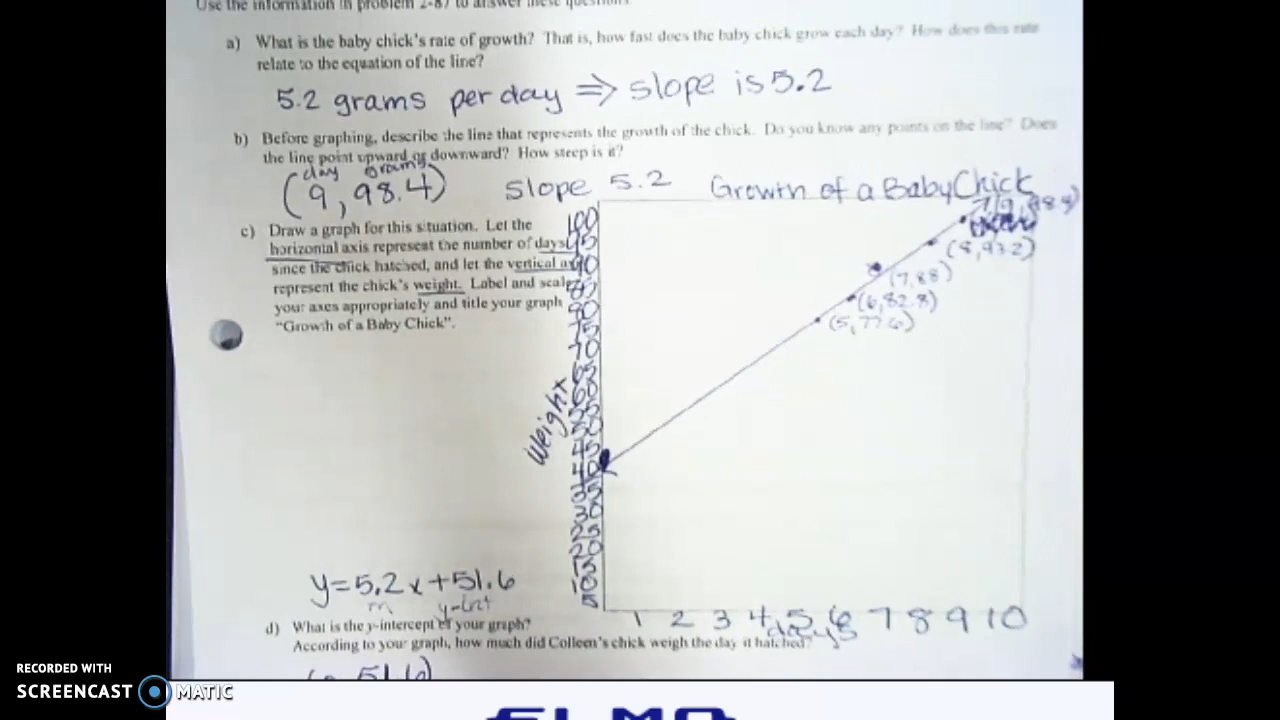 Use the information in problem 2-87 to answer these questions.
a) What is the baby chick's rate of growth? That is, how fast does the baby chick grow each day? How does this rate
relate to the equation of the line?
5.2 grams per day ⇒ slope is 5.2
b) Before graphing, describe the line that represents the growth of the chick. Do you know any points on the line? Does
the line point upward or downward? How steep is it?
day grams
(9, 98.4) slope 5.2 Growth of a Baby Chick
c) Draw a graph for this situation. Let the
horizontal axis represent the number of days
since the chick hatched, and let the vertical axis
represent the chick's weight. Label and scale
your axes appropriately and title your graph
"Growth of a Baby Chick".
(8, 93.2)
(7, 88)
(6, 82.8)
(5, 77.6)
100
95
90
85
80
75
70
65
60
55
50
45
40
35
30
25
20
15
10
5
Weight
1 2 3 4 5 6 7 8 9 10
days
y=5.2x+51.6
m y-int
d) What is the y-intercept of your graph?
According to your graph, how much did Colleen's chick weigh the day it hatched?
51.6)
RECORDED WITH
SCREENCAST MATIC
ELMO